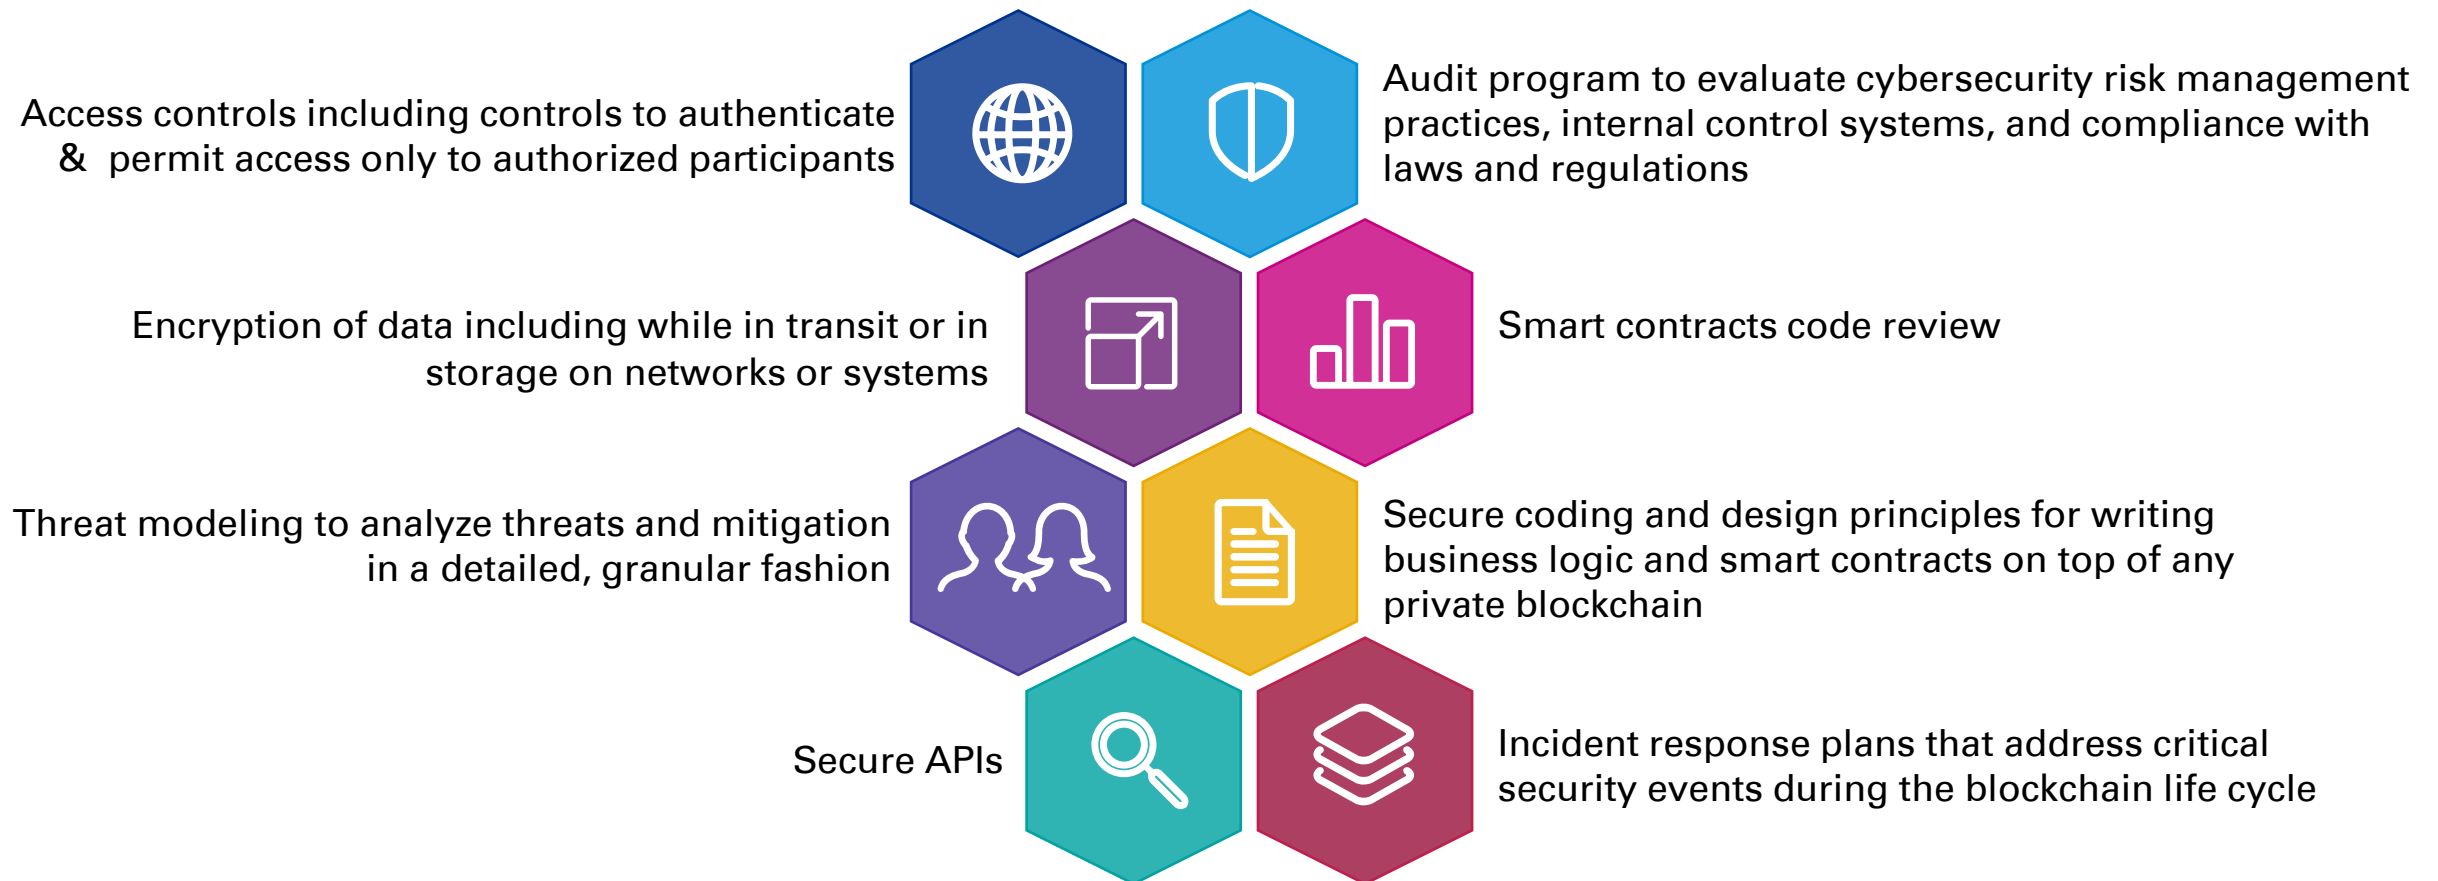 Access controls including controls to authenticate
& permit access only to authorized participants
Audit program to evaluate cybersecurity risk management
practices, internal control systems, and compliance with
laws and regulations
Encryption of data including while in transit or in
storage on networks or systems
Smart contracts code review
Threat modeling to analyze threats and mitigation
in a detailed, granular fashion
Secure coding and design principles for writing
business logic and smart contracts on top of any
private blockchain
Secure APIs
Incident response plans that address critical
security events during the blockchain life cycle